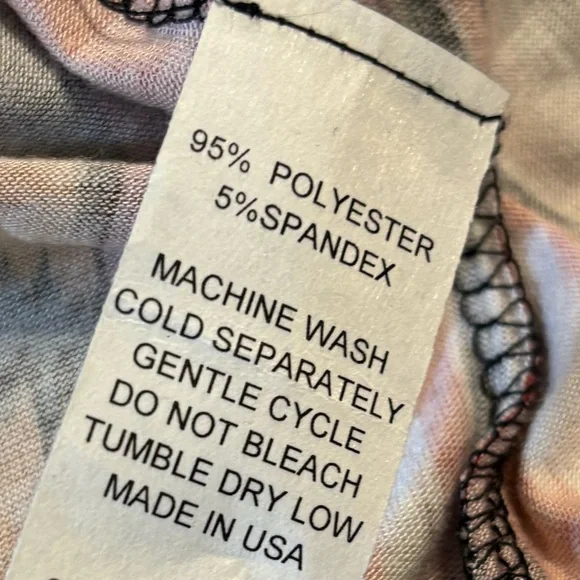 95% POLYESTER
5%SPANDEX
MACHINE WASH
COLD SEPARATELY
GENTLE CYCLE
DO NOT BLEACH
TUMBLE DRY LOW
MADE IN USA